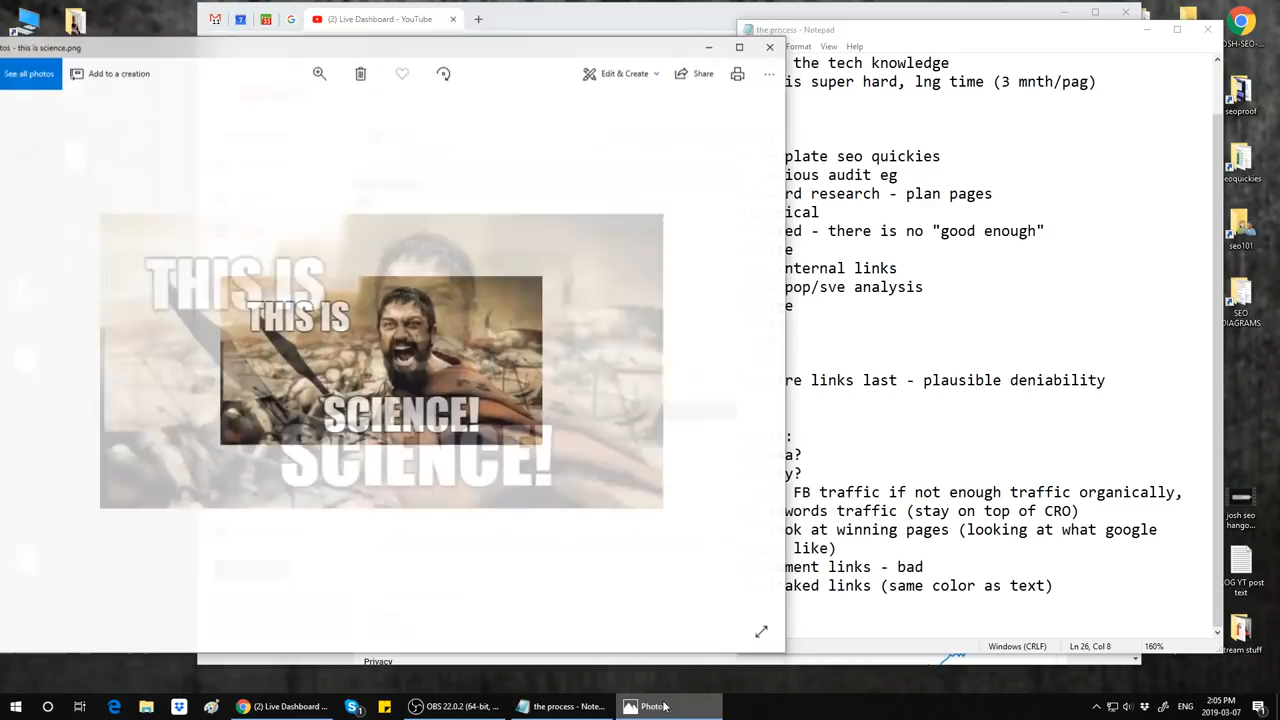 (2) Live Dashboard - YouTube
the process - Notepad
Format View Help
tos - this is science.png
See all photos
Add to a creation
Edit & Create
Share
the tech knowledge
is super hard, lng time (3 mnth/pag)
plate seo quickies
ious audit eg
rd research - plan pages
nical
ed - there is no "good enough"
internal links
pop/sve analysis
THIS IS
THIS IS
SCIENCE!
SCIENCE!
re links last - plausible deniability
a?
y?
FB traffic if not enough traffic organically,
words traffic (stay on top of CRO)
ok at winning pages (looking at what google
like)
ment links - bad
aked links (same color as text)
Windows (CRLF)
Ln 26, Col 8
160%
Privacy
OSH-SEO-...
seoproof
seoquickies
seo101
SEO
DIAGRAMS
josh seo
hango...
OG YT post
text
tream stuff
(2) Live Dashboard ...
OBS 22.0.2 (64-bit, ...
the process - Note...
Photos
ENG
2:05 PM
2019-03-07